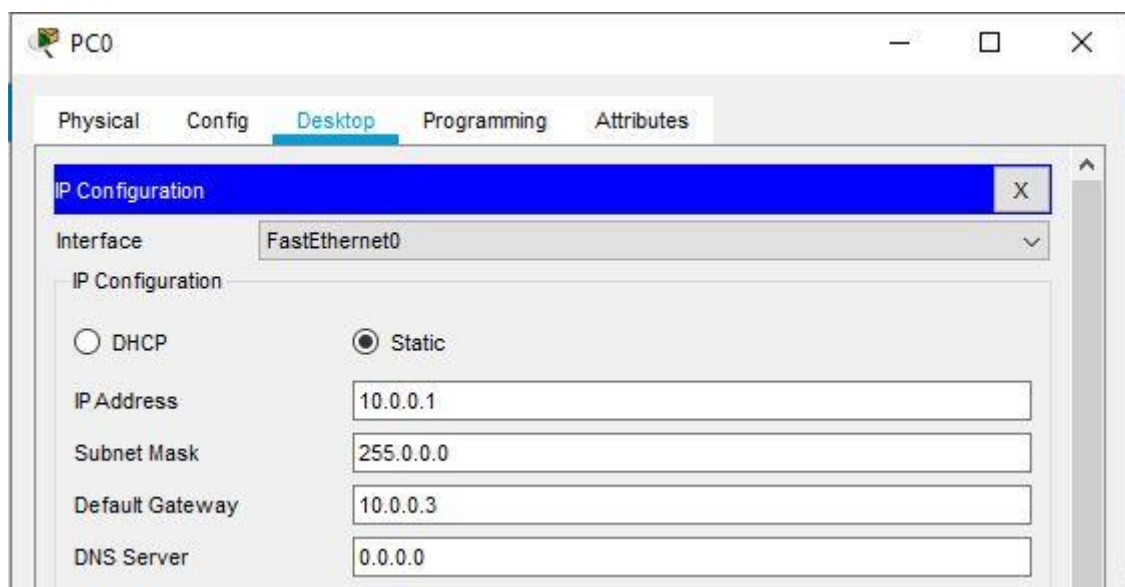 PC0
Physical Config Desktop Programming Attributes
IP Configuration X
Interface FastEthernet0
IP Configuration
DHCP Static
IP Address 10.0.0.1
Subnet Mask 255.0.0.0
Default Gateway 10.0.0.3
DNS Server 0.0.0.0